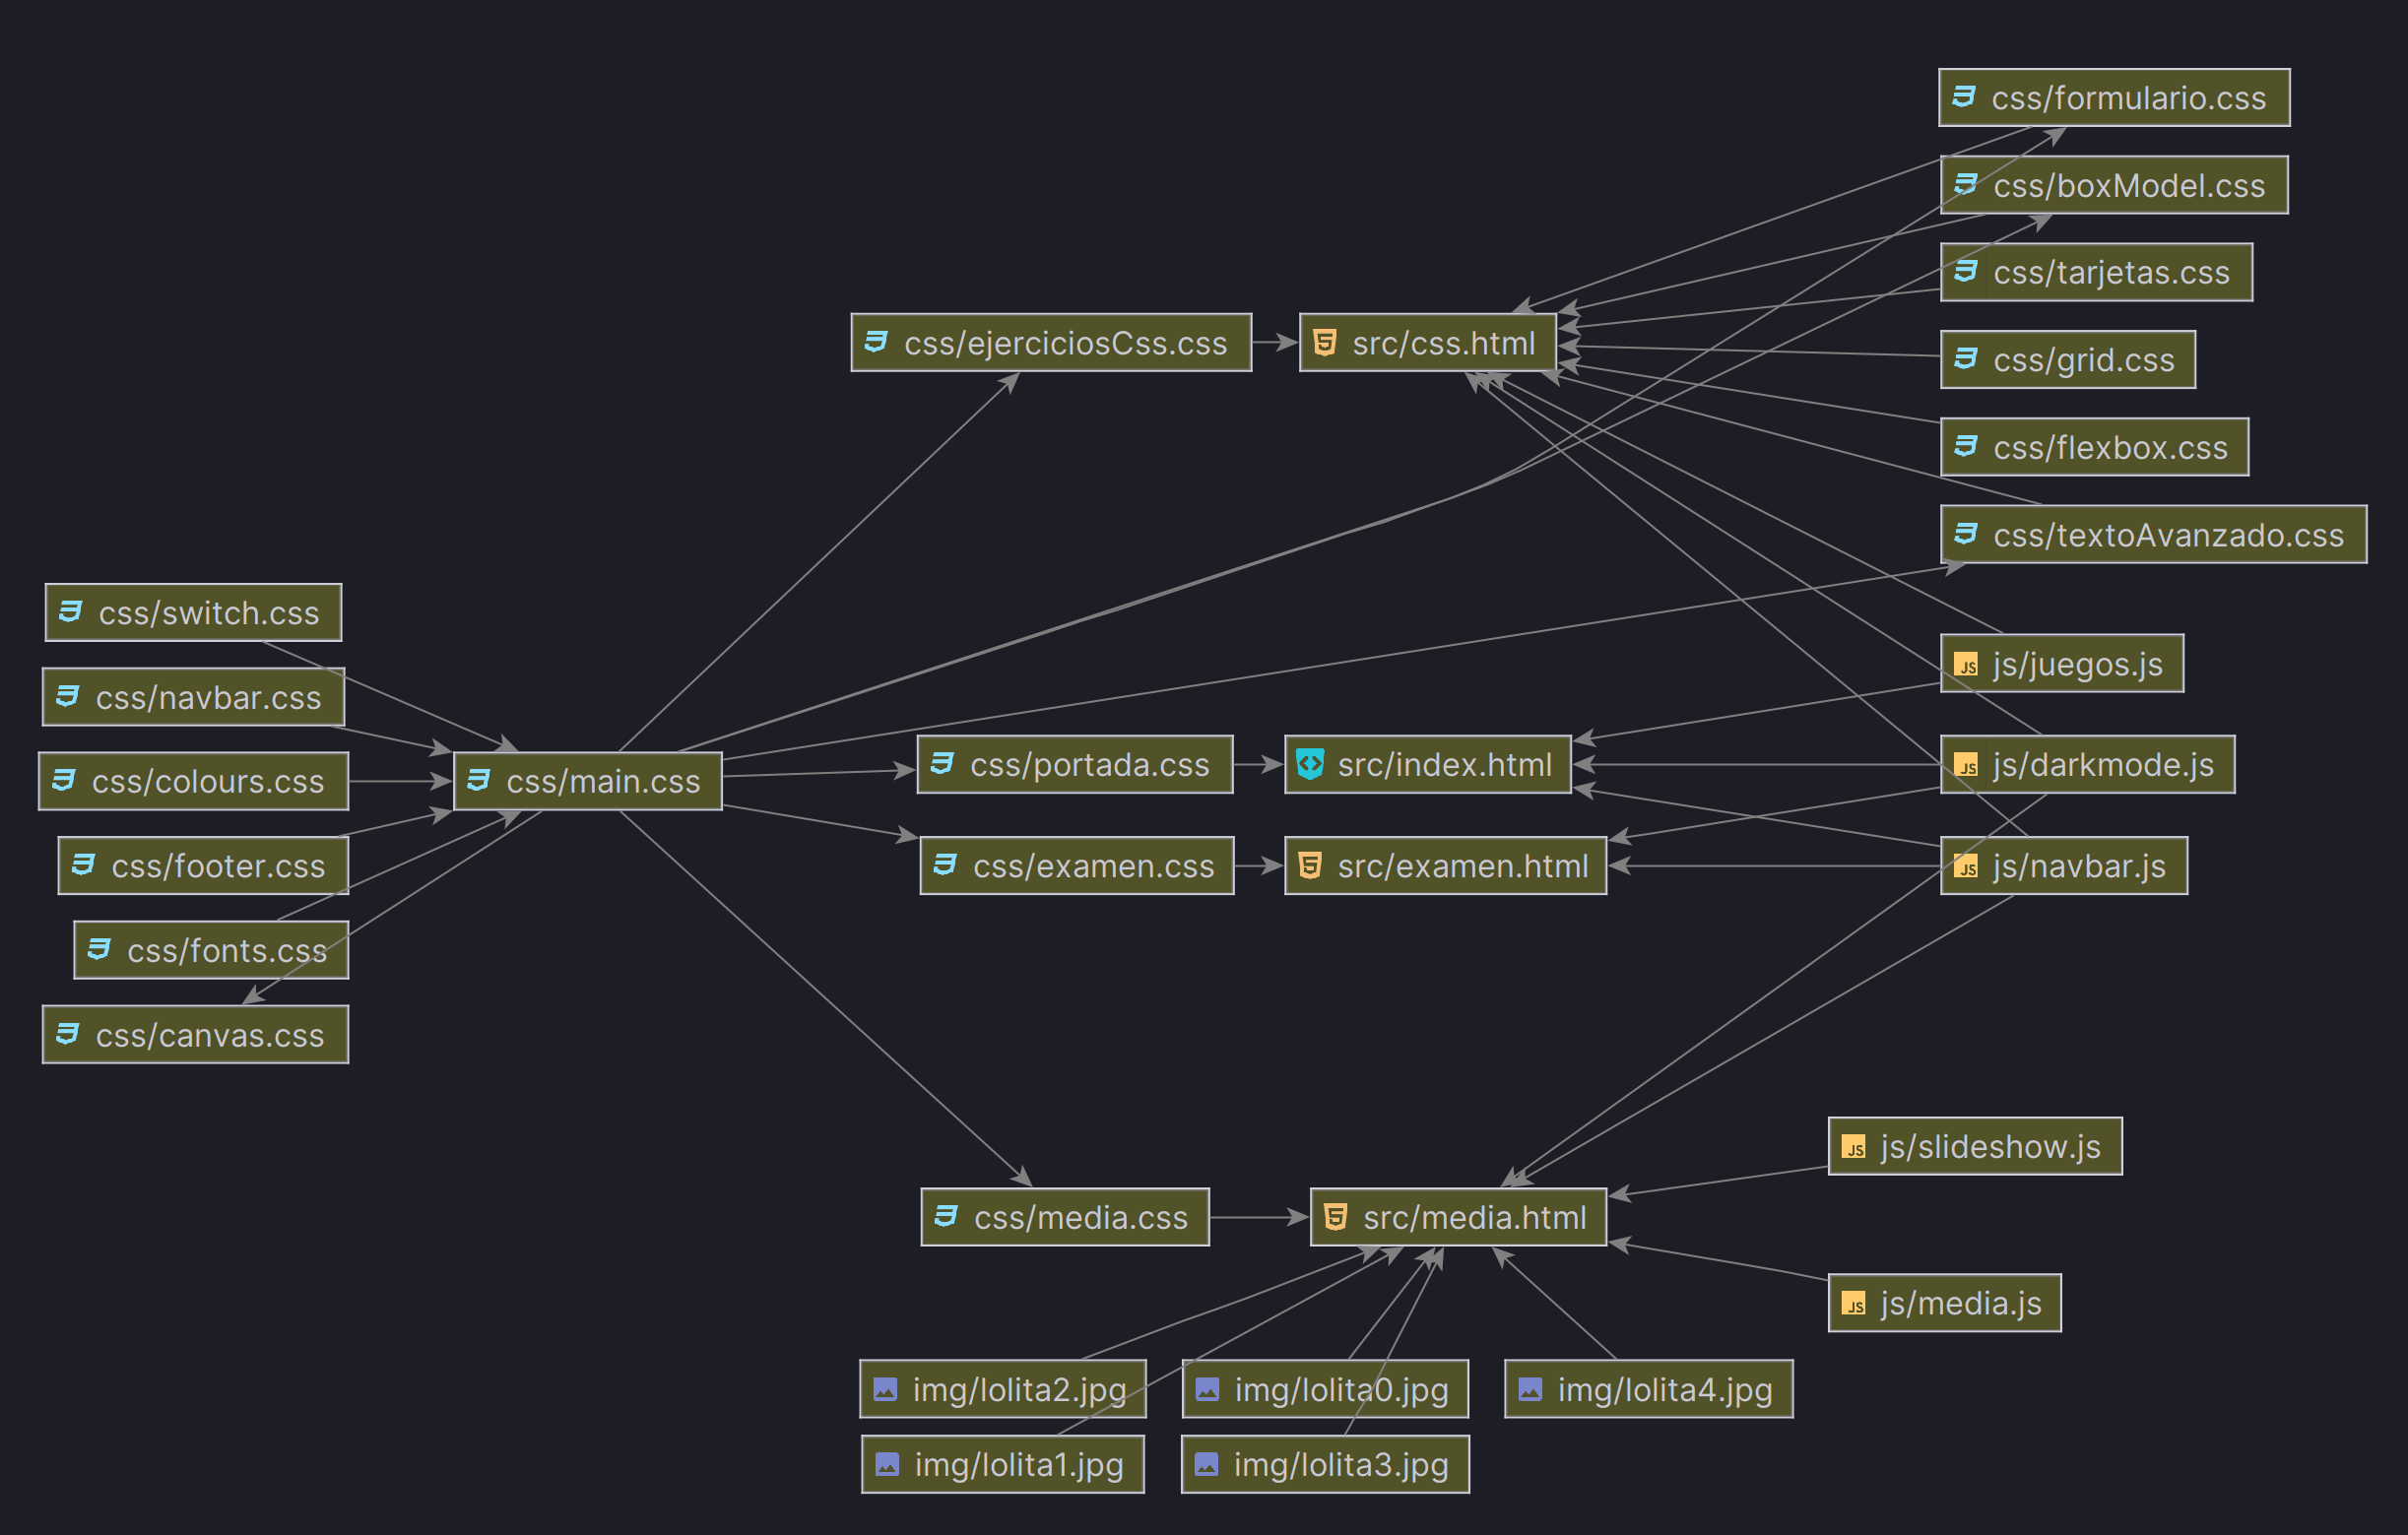 css/formulario.css
css/boxModel.css
css/tarjetas.css
css/ejerciciosCss.css
src/css.html
css/grid.css
css/flexbox.css
css/textoAvanzado.css
css/switch.css
js/juegos.js
css/navbar.css
css/colours.css
css/main.css
css/portada.css
src/index.html
js/darkmode.js
css/footer.css
css/examen.css
src/examen.html
js/navbar.js
css/fonts.css
css/canvas.css
js/slideshow.js
css/media.css
src/media.html
js/media.js
img/lolita2.jpg
img/lolita0.jpg
img/lolita4.jpg
img/lolita1.jpg
img/lolita3.jpg